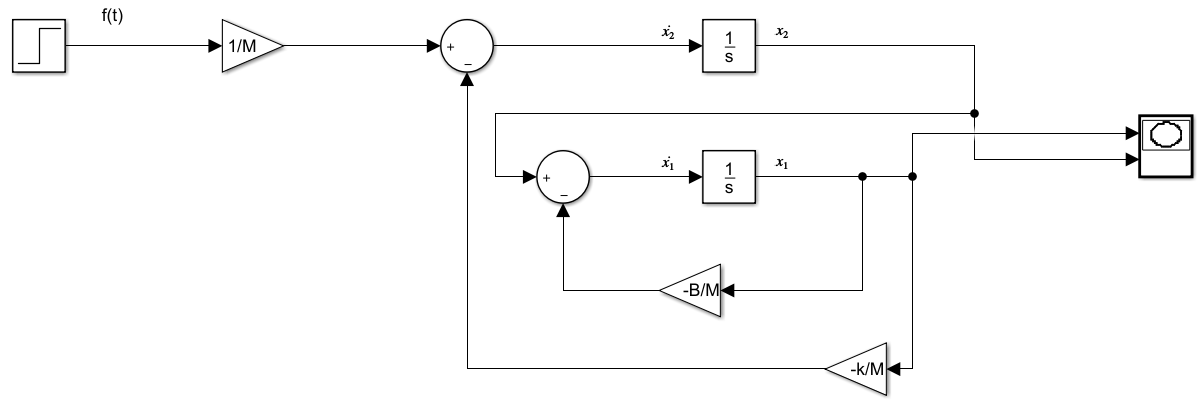 f(t)
1/M
+
−
ẋ₂
1
s
x₂
+
−
ẋ₁
1
s
x₁
-B/M
-k/M